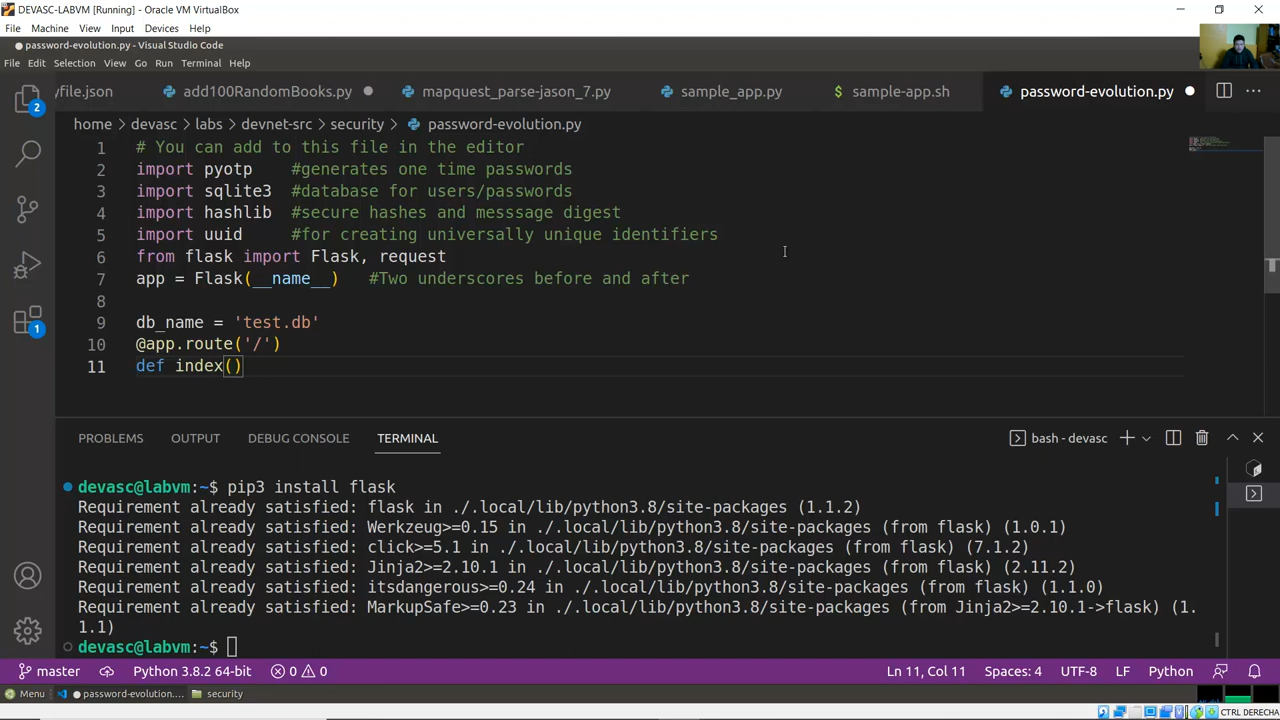 DEVASC-LABVM [Running] - Oracle VM VirtualBox
File Machine View Input Devices Help
password-evolution.py - Visual Studio Code
File Edit Selection View Go Run Terminal Help
yfile.json add100RandomBooks.py mapquest_parse-jason_7.py sample_app.py $ sample-app.sh password-evolution.py
home > devasc > labs > devnet-src > security > password-evolution.py
1 # You can add to this file in the editor
2 import pyotp #generates one time passwords
3 import sqlite3 #database for users/passwords
4 import hashlib #secure hashes and messsage digest
5 import uuid #for creating universally unique identifiers
6 from flask import Flask, request
7 app = Flask(__name__) #Two underscores before and after
8
9 db_name = 'test.db'
10 @app.route('/')
11 def index()
2
1
PROBLEMS OUTPUT DEBUG CONSOLE TERMINAL bash - devasc
devasc@labvm:~$ pip3 install flask
Requirement already satisfied: flask in ./.local/lib/python3.8/site-packages (1.1.2)
Requirement already satisfied: Werkzeug>=0.15 in ./.local/lib/python3.8/site-packages (from flask) (1.0.1)
Requirement already satisfied: click>=5.1 in ./.local/lib/python3.8/site-packages (from flask) (7.1.2)
Requirement already satisfied: Jinja2>=2.10.1 in ./.local/lib/python3.8/site-packages (from flask) (2.11.2)
Requirement already satisfied: itsdangerous>=0.24 in ./.local/lib/python3.8/site-packages (from flask) (1.1.0)
Requirement already satisfied: MarkupSafe>=0.23 in ./.local/lib/python3.8/site-packages (from Jinja2>=2.10.1->flask) (1.
1.1)
devasc@labvm:~$
master Python 3.8.2 64-bit 0 0 Ln 11, Col 11 Spaces: 4 UTF-8 LF Python
Menu password-evolution.... security
CTRL DERECHA